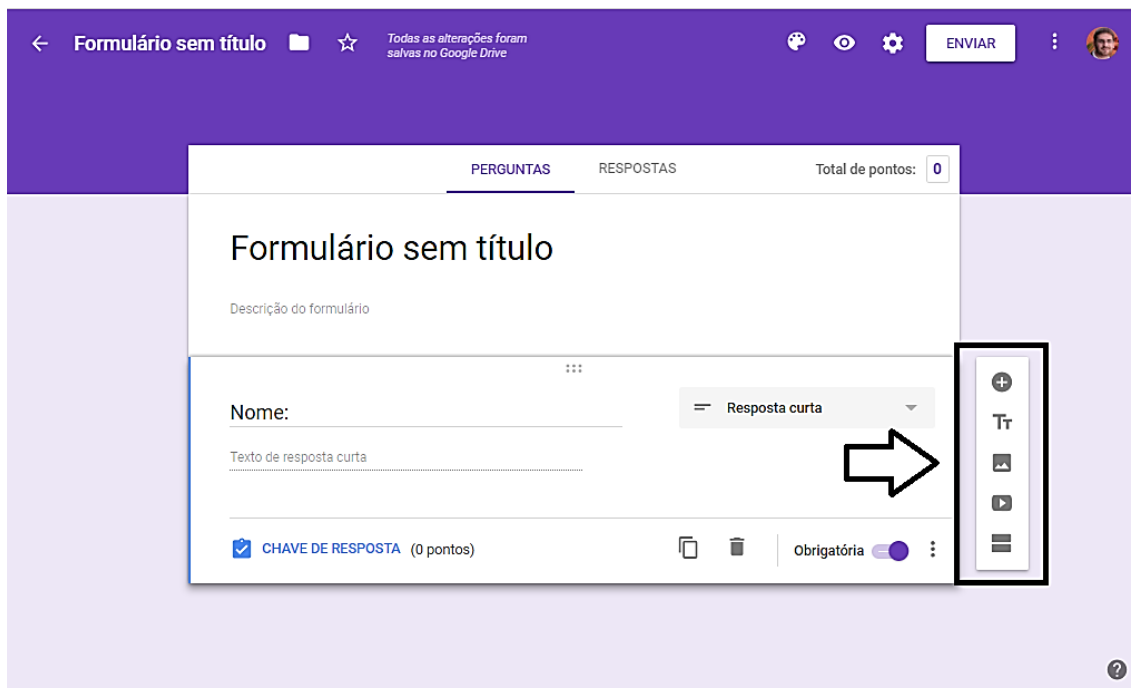 Formulário sem título
Todas as alterações foram
salvas no Google Drive
ENVIAR
PERGUNTAS
RESPOSTAS
Total de pontos: 0
Formulário sem título
Descrição do formulário
Nome:
Resposta curta
Texto de resposta curta
Tт
CHAVE DE RESPOSTA (0 pontos)
Obrigatória